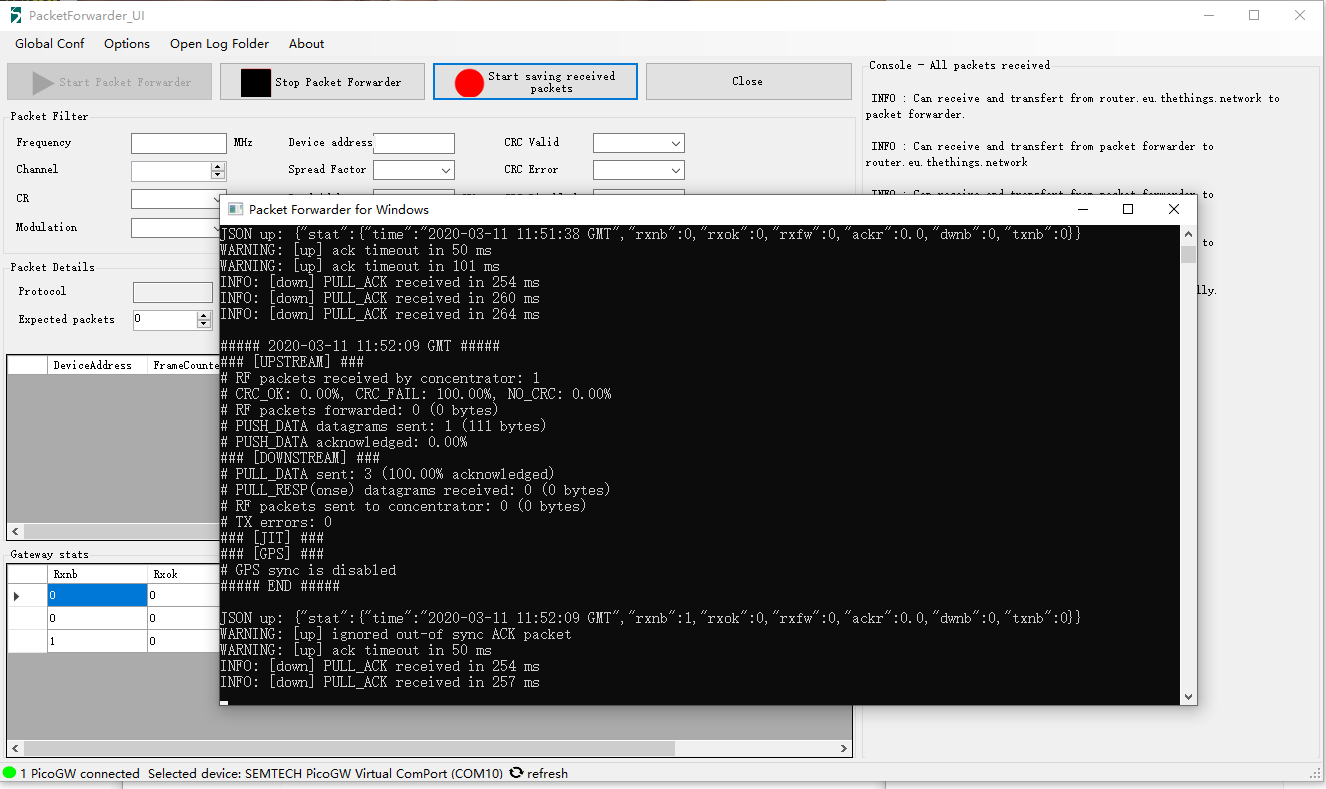 PacketForwarder_UI
Global Conf Options Open Log Folder About
Start Packet Forwarder Stop Packet Forwarder Start saving received packets Close
Packet Filter
Frequency MHz Device address CRC Valid
Channel Spread Factor CRC Error
CR
Modulation
Packet Details
Protocol
Expected packets 0
DeviceAddress FrameCounte
Gateway stats
Rxnb Rxok
0 0
0 0
1 0
Console - All packets received
INFO : Can receive and transfert from router.eu.thethings.network to
packet forwarder.
INFO : Can receive and transfert from packet forwarder to
router.eu.thethings.network
INFO : Can receive and transfert from packet forwarder to
to
lly.
Packet Forwarder for Windows
JSON up: {"stat":{"time":"2020-03-11 11:51:38 GMT","rxnb":0,"rxok":0,"rxfw":0,"ackr":0.0,"dwnb":0,"txnb":0}}
WARNING: [up] ack timeout in 50 ms
WARNING: [up] ack timeout in 101 ms
INFO: [down] PULL_ACK received in 254 ms
INFO: [down] PULL_ACK received in 260 ms
INFO: [down] PULL_ACK received in 264 ms
##### 2020-03-11 11:52:09 GMT #####
### [UPSTREAM] ###
# RF packets received by concentrator: 1
# CRC_OK: 0.00%, CRC_FAIL: 100.00%, NO_CRC: 0.00%
# RF packets forwarded: 0 (0 bytes)
# PUSH_DATA datagrams sent: 1 (111 bytes)
# PUSH_DATA acknowledged: 0.00%
### [DOWNSTREAM] ###
# PULL_DATA sent: 3 (100.00% acknowledged)
# PULL_RESP(onse) datagrams received: 0 (0 bytes)
# RF packets sent to concentrator: 0 (0 bytes)
# TX errors: 0
### [JIT] ###
### [GPS] ###
# GPS sync is disabled
##### END #####
JSON up: {"stat":{"time":"2020-03-11 11:52:09 GMT","rxnb":1,"rxok":0,"rxfw":0,"ackr":0.0,"dwnb":0,"txnb":0}}
WARNING: [up] ignored out-of sync ACK packet
WARNING: [up] ack timeout in 50 ms
INFO: [down] PULL_ACK received in 254 ms
INFO: [down] PULL_ACK received in 257 ms
1 PicoGW connected Selected device: SEMTECH PicoGW Virtual ComPort (COM10) refresh